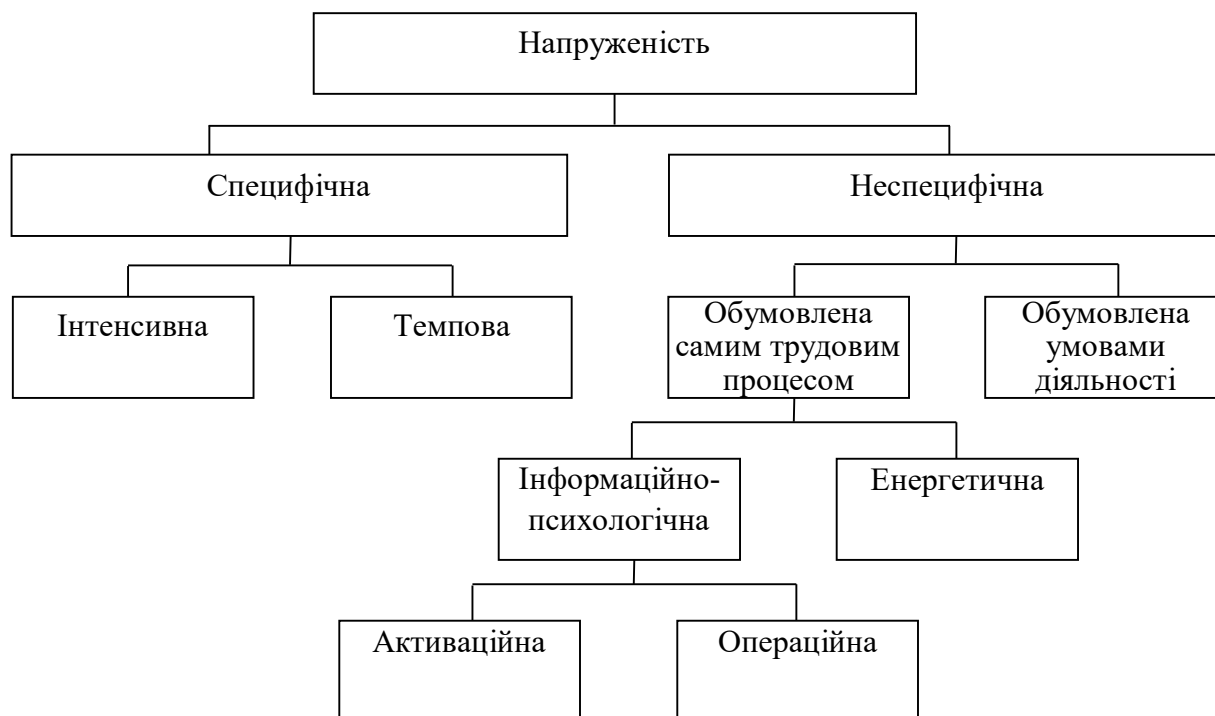 Напруженість
Специфічна
Неспецифічна
Інтенсивна
Темпова
Обумовлена
самим трудовим
процесом
Обумовлена
умовами
діяльності
Інформаційно-
психологічна
Енергетична
Активаційна
Операційна